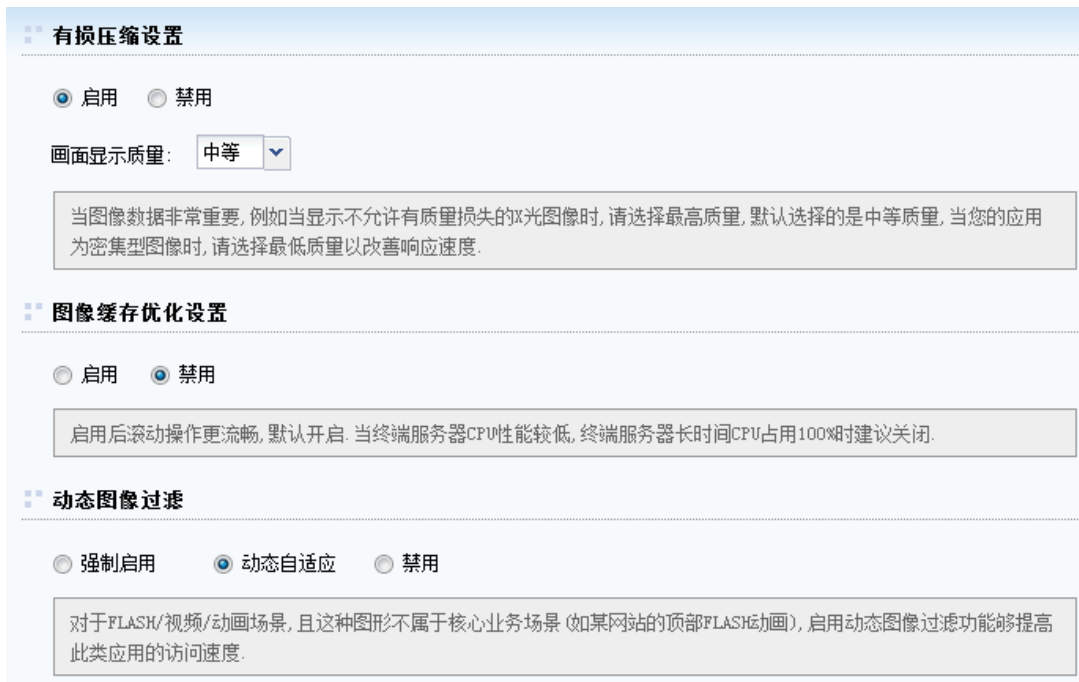 有损压缩设置
启用 禁用
画面显示质量: 中等
当图像数据非常重要, 例如当显示不允许有质量损失的X光图像时, 请选择最高质量, 默认选择的是中等质量, 当您的应用
为密集型图像时, 请选择最低质量以改善响应速度.
图像缓存优化设置
启用 禁用
启用后滚动操作更流畅, 默认开启. 当终端服务器CPU性能较低, 终端服务器长时间CPU占用100%时建议关闭.
动态图像过滤
强制启用 动态自适应 禁用
对于FLASH/视频/动画场景, 且这种图形不属于核心业务场景(如某网站的顶部FLASH动画), 启用动态图像过滤功能够提高
此类应用的访问速度.